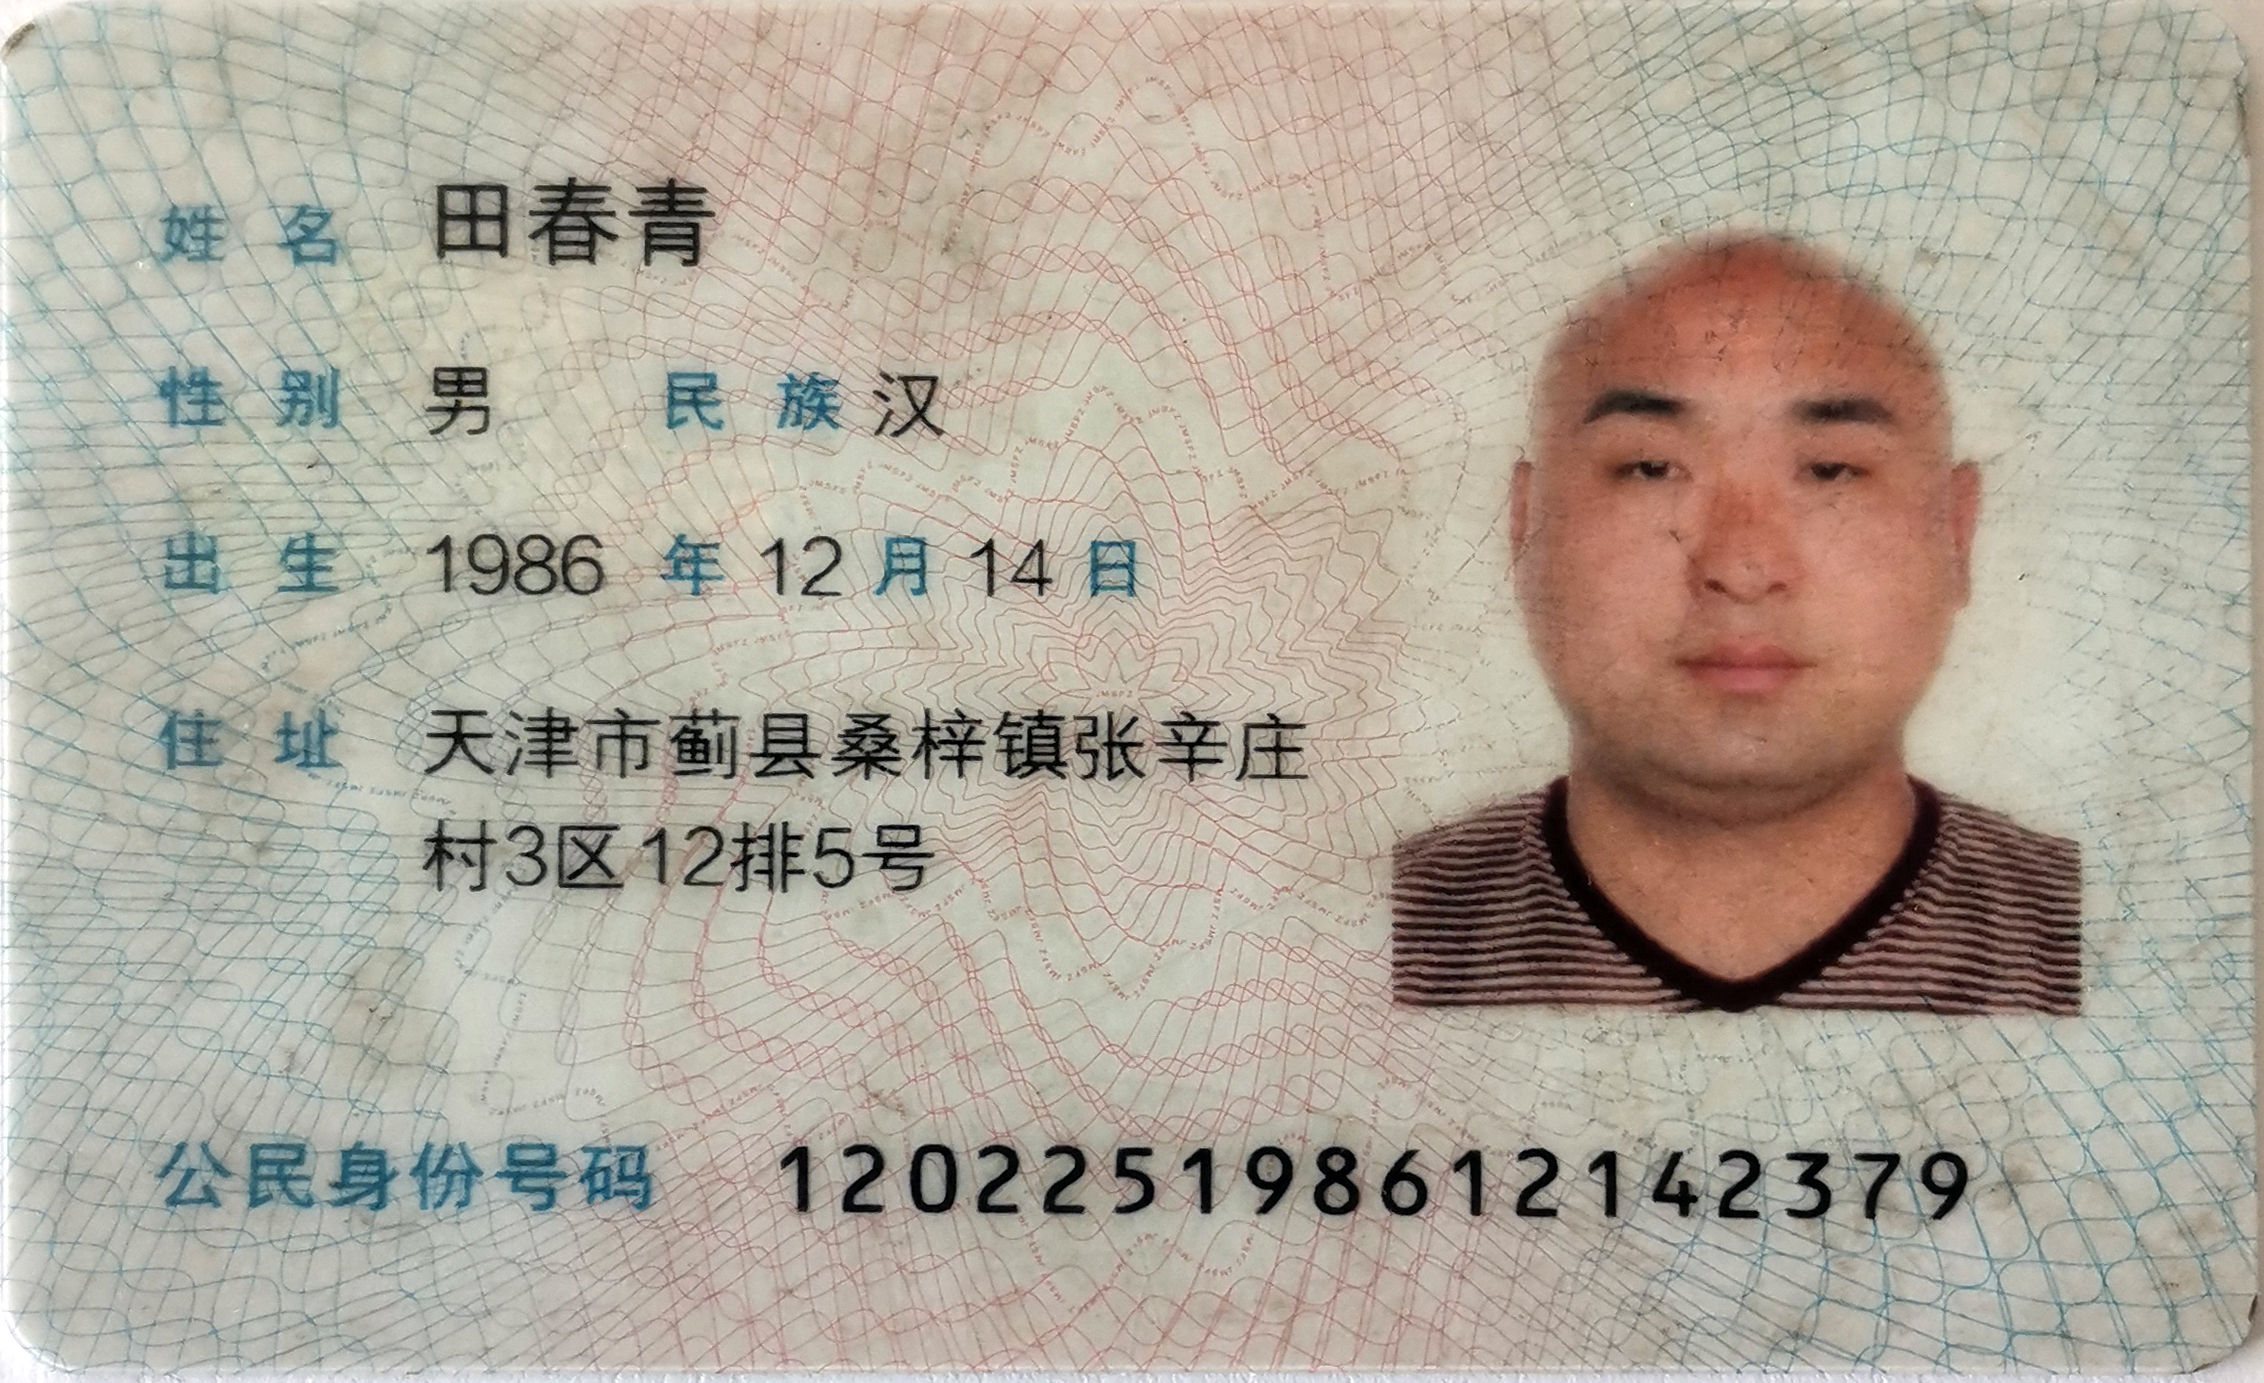 姓名 田春青
性别 男 民族 汉
出生 1986 年 12 月 14 日
住址 天津市蓟县桑梓镇张辛庄
村3区12排5号
公民身份号码 120225198612142379